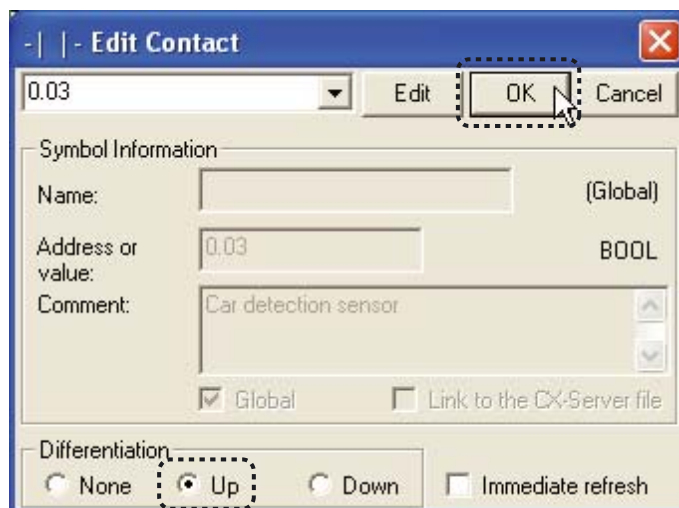 -| |- Edit Contact
0.03 Edit OK Cancel
Symbol Information
Name: (Global)
Address or value: 0.03 BOOL
Comment: Car detection sensor
Global Link to the CX-Server file
Differentiation
None Up Down Immediate refresh